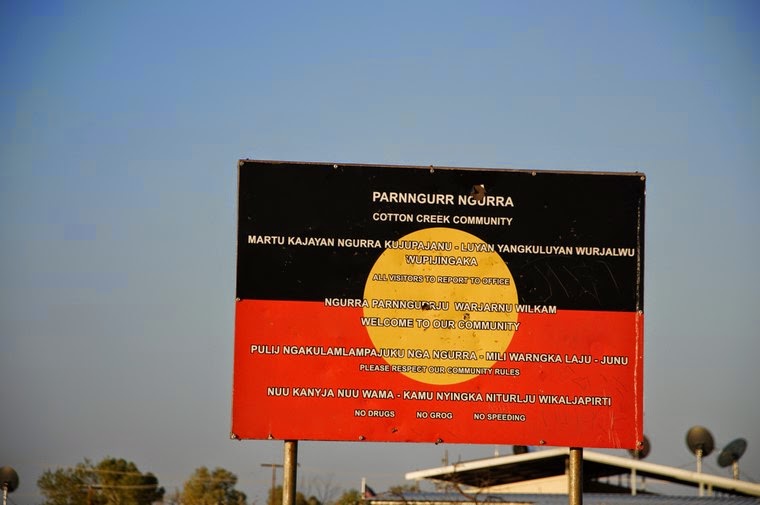 PARNNGURR NGURRA
COTTON CREEK COMMUNITY
MARTU KAJAYAN NGURRA KUJUPAJANU - LUYAN YANGKULUYAN WURJALWU
WUPIJINGAKA
ALL VISITORS TO REPORT TO OFFICE
NGURRA PARNNGURRJU WARJARNU WILKAM
WELCOME TO OUR COMMUNITY
PULIJ NGAKULAMLAMPAJUKU NGA NGURRA - MILI WARNGKA LAJU - JUNU
PLEASE RESPECT OUR COMMUNITY RULES
NUU KANYJA NUU WAMA - KAMU NYINGKA NITURLJU WIKALJAPIRTI
NO DRUGS NO GROG NO SPEEDING